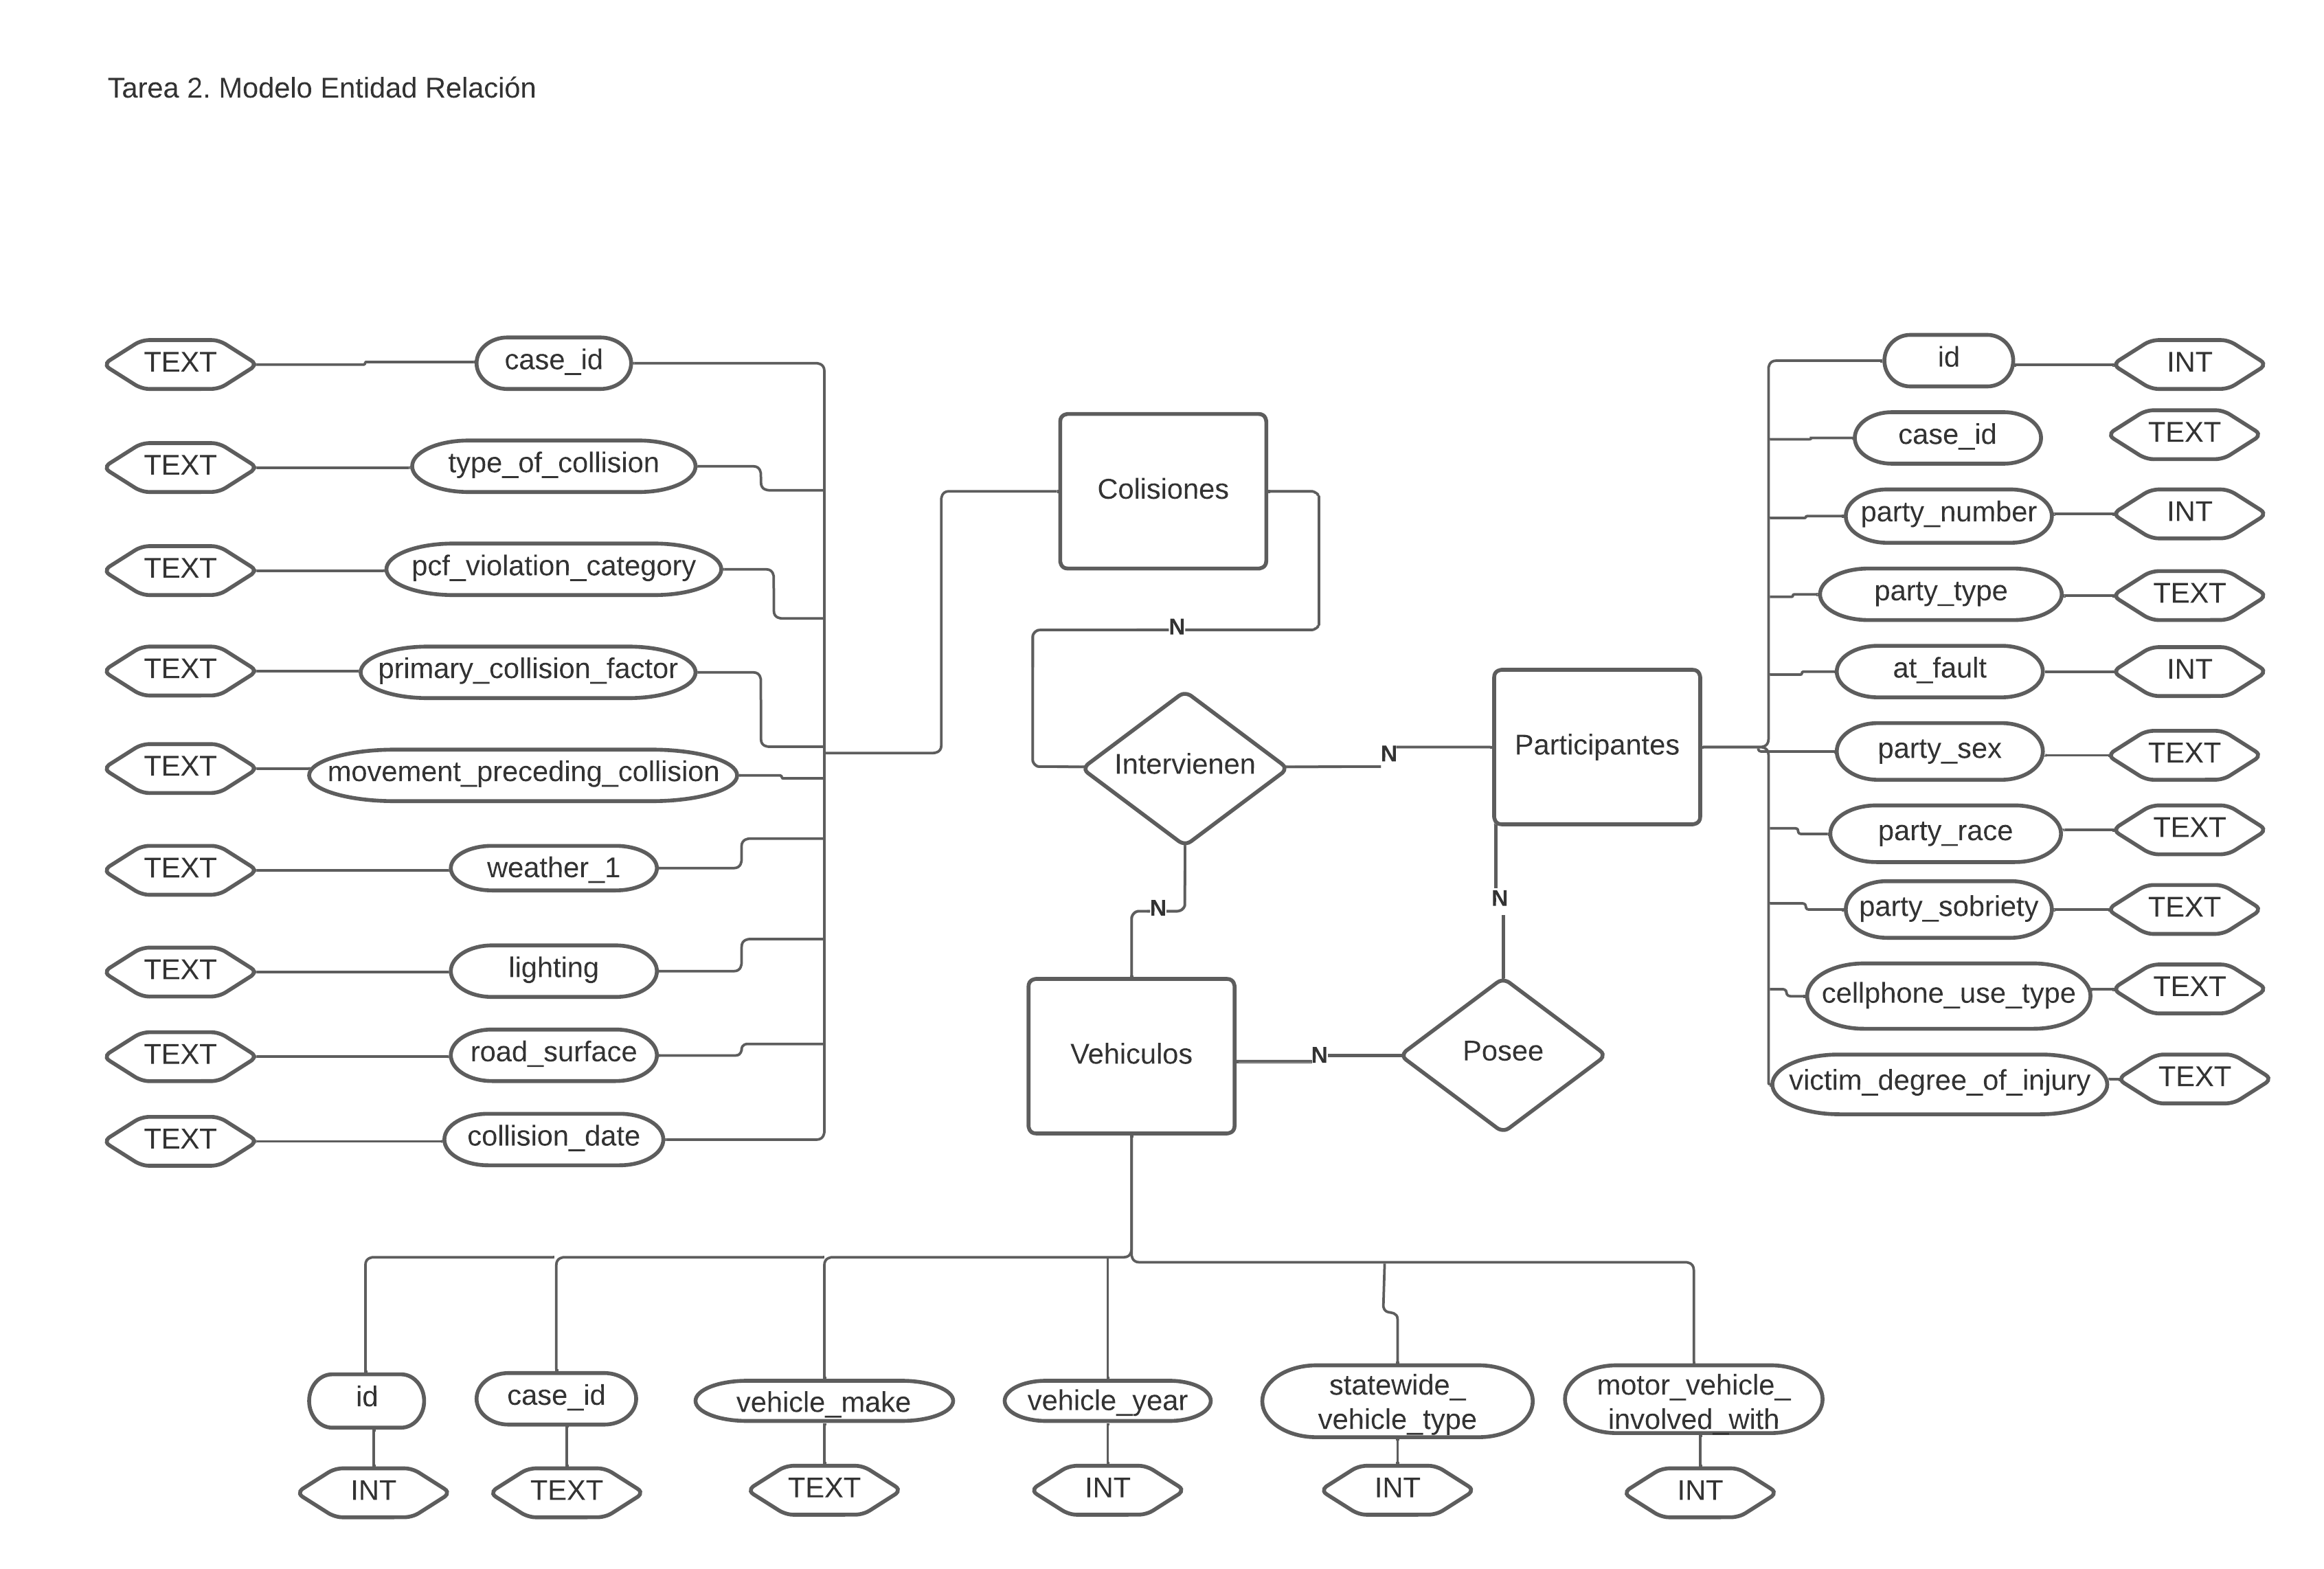 Tarea 2. Modelo Entidad Relación
TEXT
case_id
TEXT
type_of_collision
TEXT
pcf_violation_category
TEXT
primary_collision_factor
TEXT
movement_preceding_collision
TEXT
weather_1
TEXT
lighting
TEXT
road_surface
TEXT
collision_date
Colisiones
N
Intervienen
N
Participantes
N
N
Vehiculos
N
Posee
id
INT
case_id
TEXT
party_number
INT
party_type
TEXT
at_fault
INT
party_sex
TEXT
party_race
TEXT
party_sobriety
TEXT
cellphone_use_type
TEXT
victim_degree_of_injury
TEXT
id
case_id
vehicle_make
vehicle_year
statewide_
vehicle_type
motor_vehicle_
involved_with
INT
TEXT
TEXT
INT
INT
INT